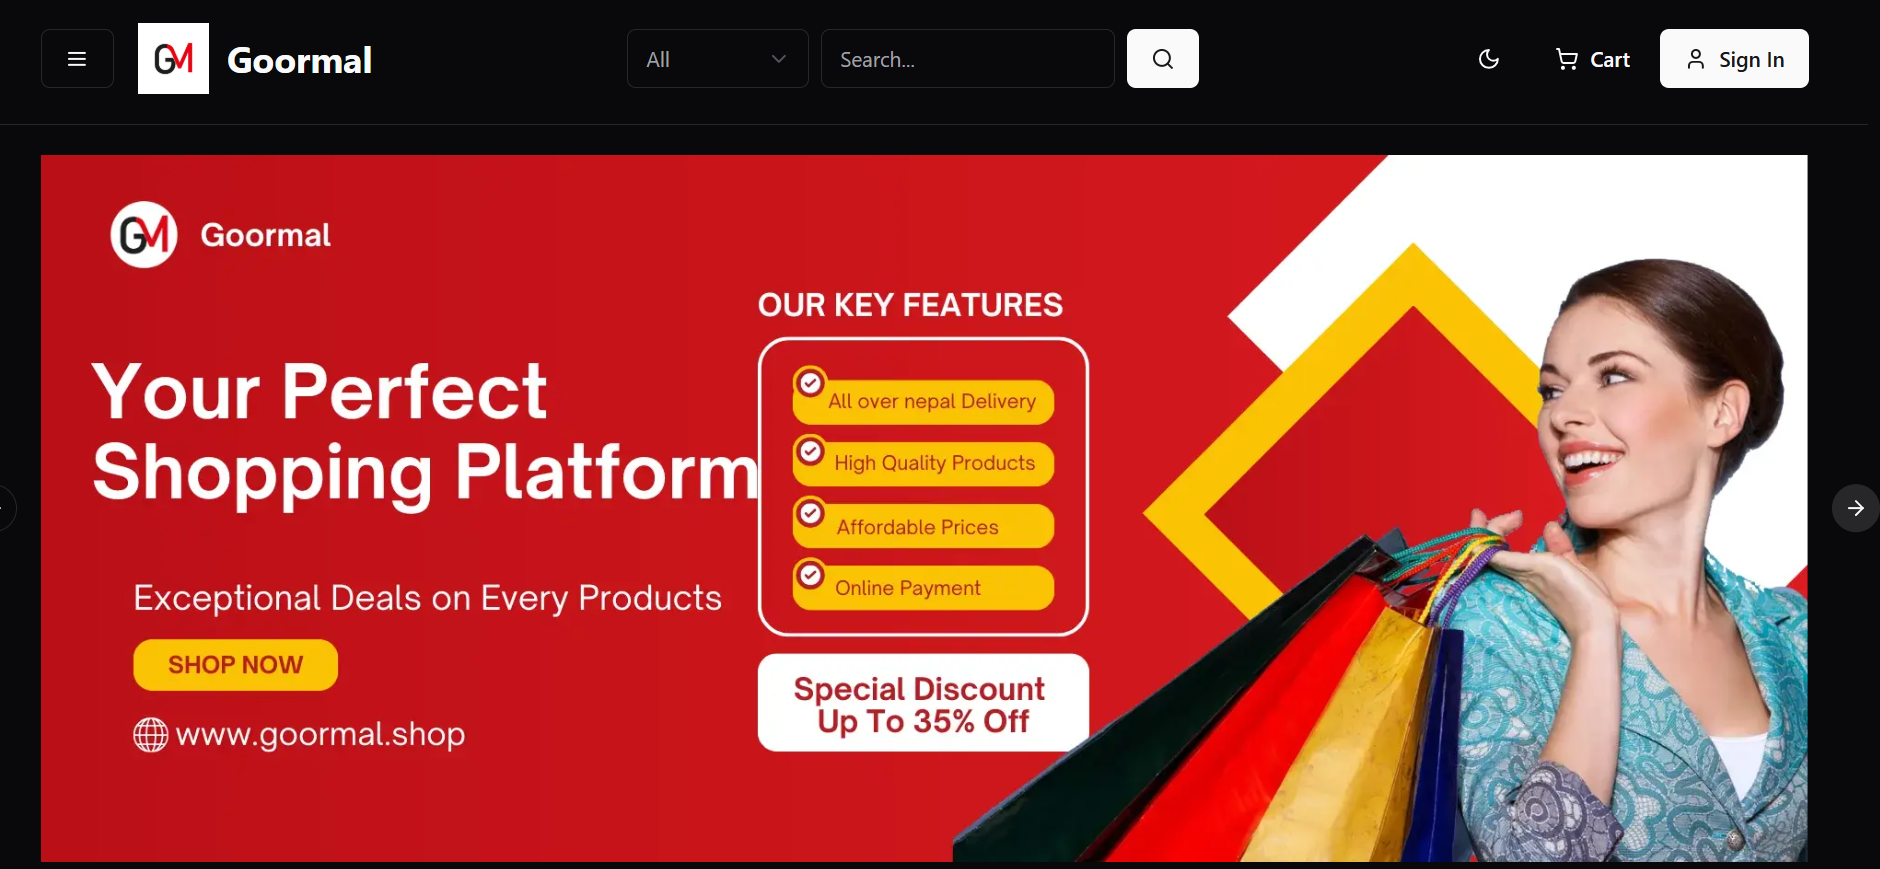 GM
Goormal
All
Search...
Cart
Sign In
GM
Goormal
Your Perfect
Shopping Platform
Exceptional Deals on Every Products
SHOP NOW
www.goormal.shop
OUR KEY FEATURES
All over nepal Delivery
High Quality Products
Affordable Prices
Online Payment
Special Discount
Up To 35% Off